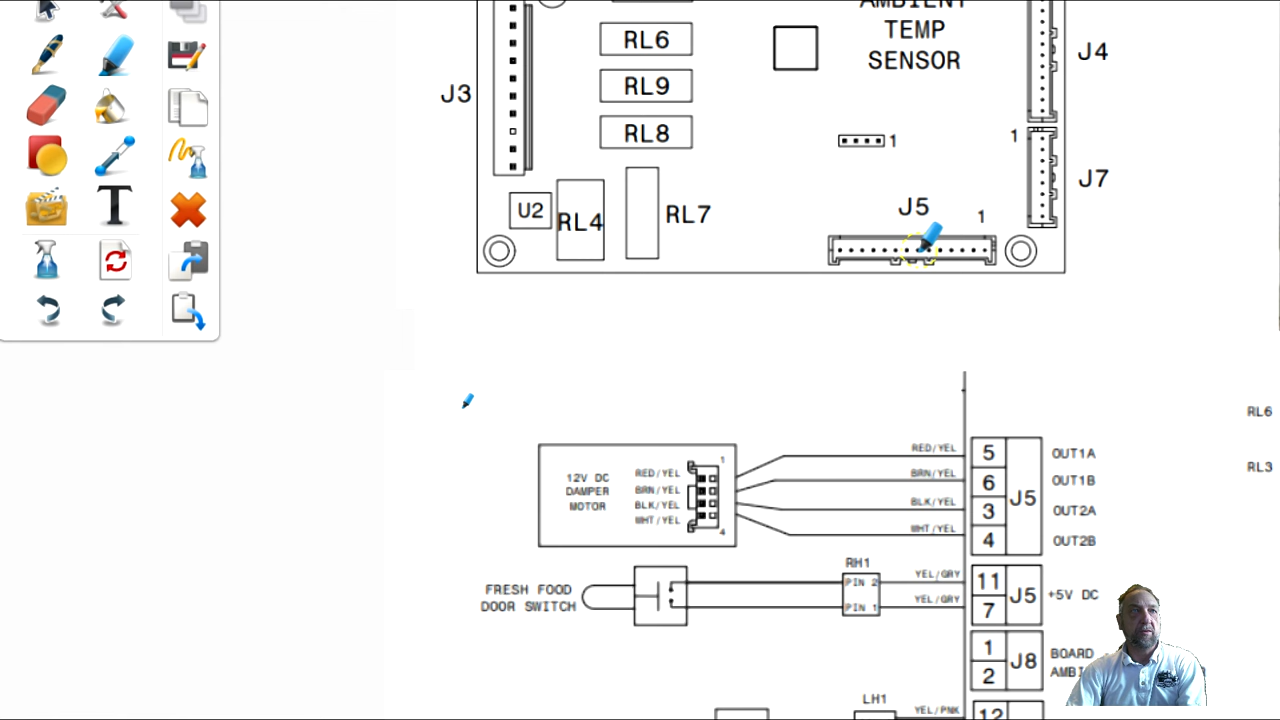 AMBIENT
TEMP
SENSOR
RL6
RL9
RL8
J3
J4
1
1
J7
J5
1
U2
RL4
RL7
RL6
RL3
12V DC
DAMPER
MOTOR
RED/YEL
BRN/YEL
BLK/YEL
WHT/YEL
1
4
RED/YEL
BRN/YEL
BLK/YEL
WHT/YEL
5
6
3
4
J5
OUT1A
OUT1B
OUT2A
OUT2B
FRESH FOOD
DOOR SWITCH
RH1
PIN 2
PIN 1
YEL/GRY
YEL/GRY
11
7
J5
+5V DC
1
2
J8
BOARD
LH1
YEL/PNK
12
T